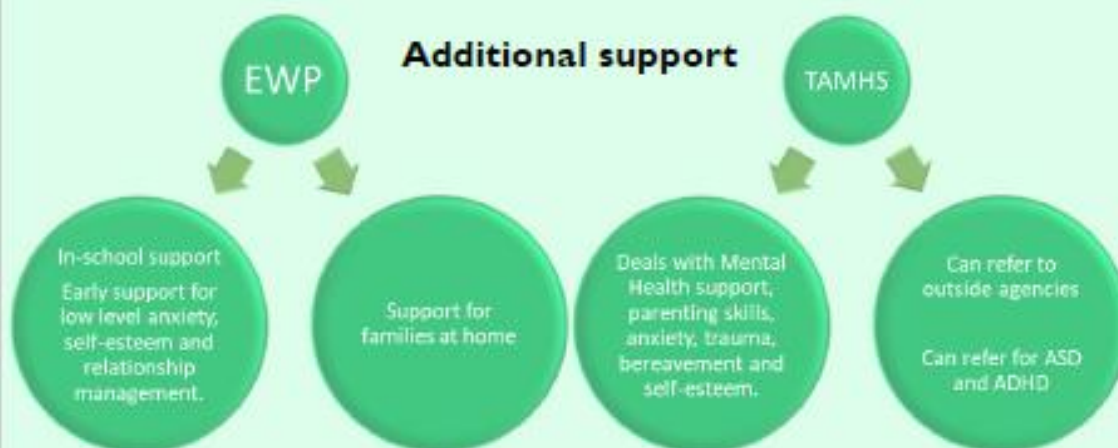 Additional support
EWP
TAMHS
In-school support
Early support for
low level anxiety,
self-esteem and
relationship
management.
Support for
families at home
Deals with Mental
Health support,
parenting skills,
anxiety, trauma,
bereavement and
self-esteem.
Can refer to
outside agencies
Can refer for ASD
and ADHD